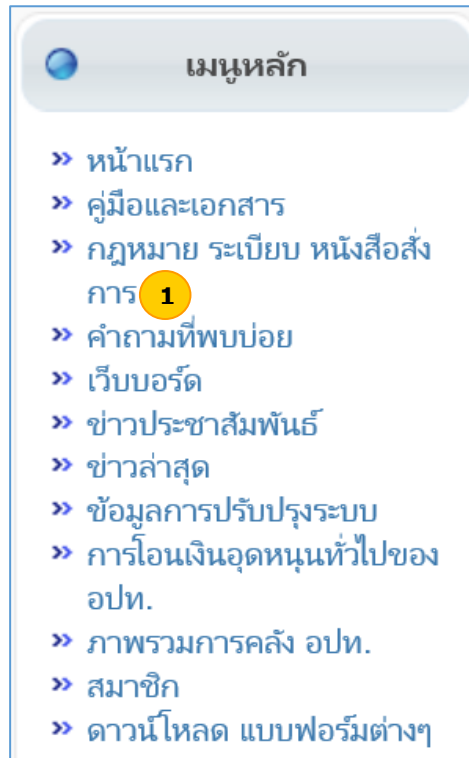 เมนูหลัก
หน้าแรก
คู่มือและเอกสาร
กฎหมาย ระเบียบ หนังสือสั่ง
การ 1
คำถามที่พบบ่อย
เว็บบอร์ด
ข่าวประชาสัมพันธ์
ข่าวล่าสุด
ข้อมูลการปรับปรุงระบบ
การโอนเงินอุดหนุนทั่วไปของ
อปท.
ภาพรวมการคลัง อปท.
สมาชิก
ดาวน์โหลด แบบฟอร์มต่างๆ